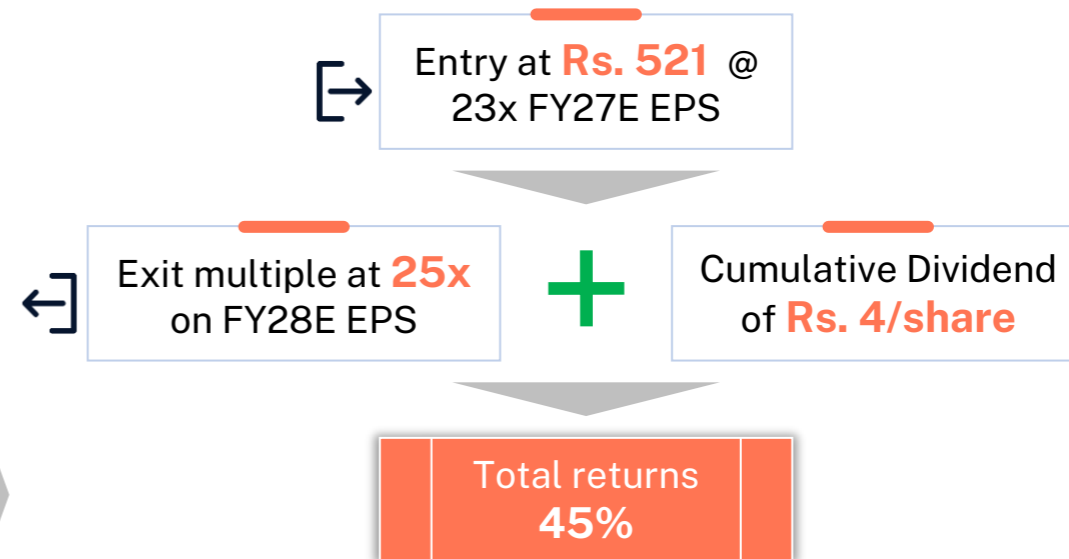 Entry at Rs. 521 @
23x FY27E EPS
Exit multiple at 25x
on FY28E EPS
Cumulative Dividend
of Rs. 4/share
Total returns
45%